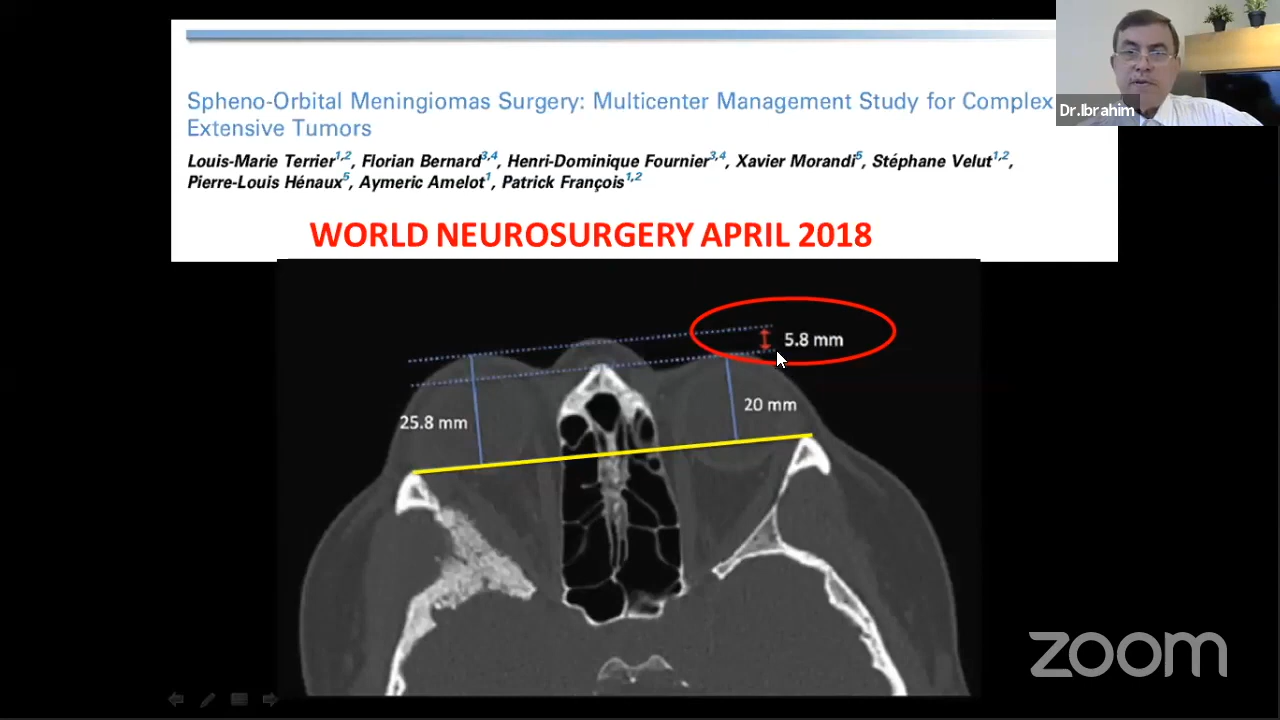 Spheno-Orbital Meningiomas Surgery: Multicenter Management Study for Complex
Extensive Tumors
Louis-Marie Terrier1,2, Florian Bernard3,4, Henri-Dominique Fournier3,4, Xavier Morandi5, Stéphane Velut1,2,
Pierre-Louis Hénaux5, Aymeric Amelot1, Patrick François1,2
WORLD NEUROSURGERY APRIL 2018
Dr.Ibrahim
5.8 mm
25.8 mm
20 mm
zoom